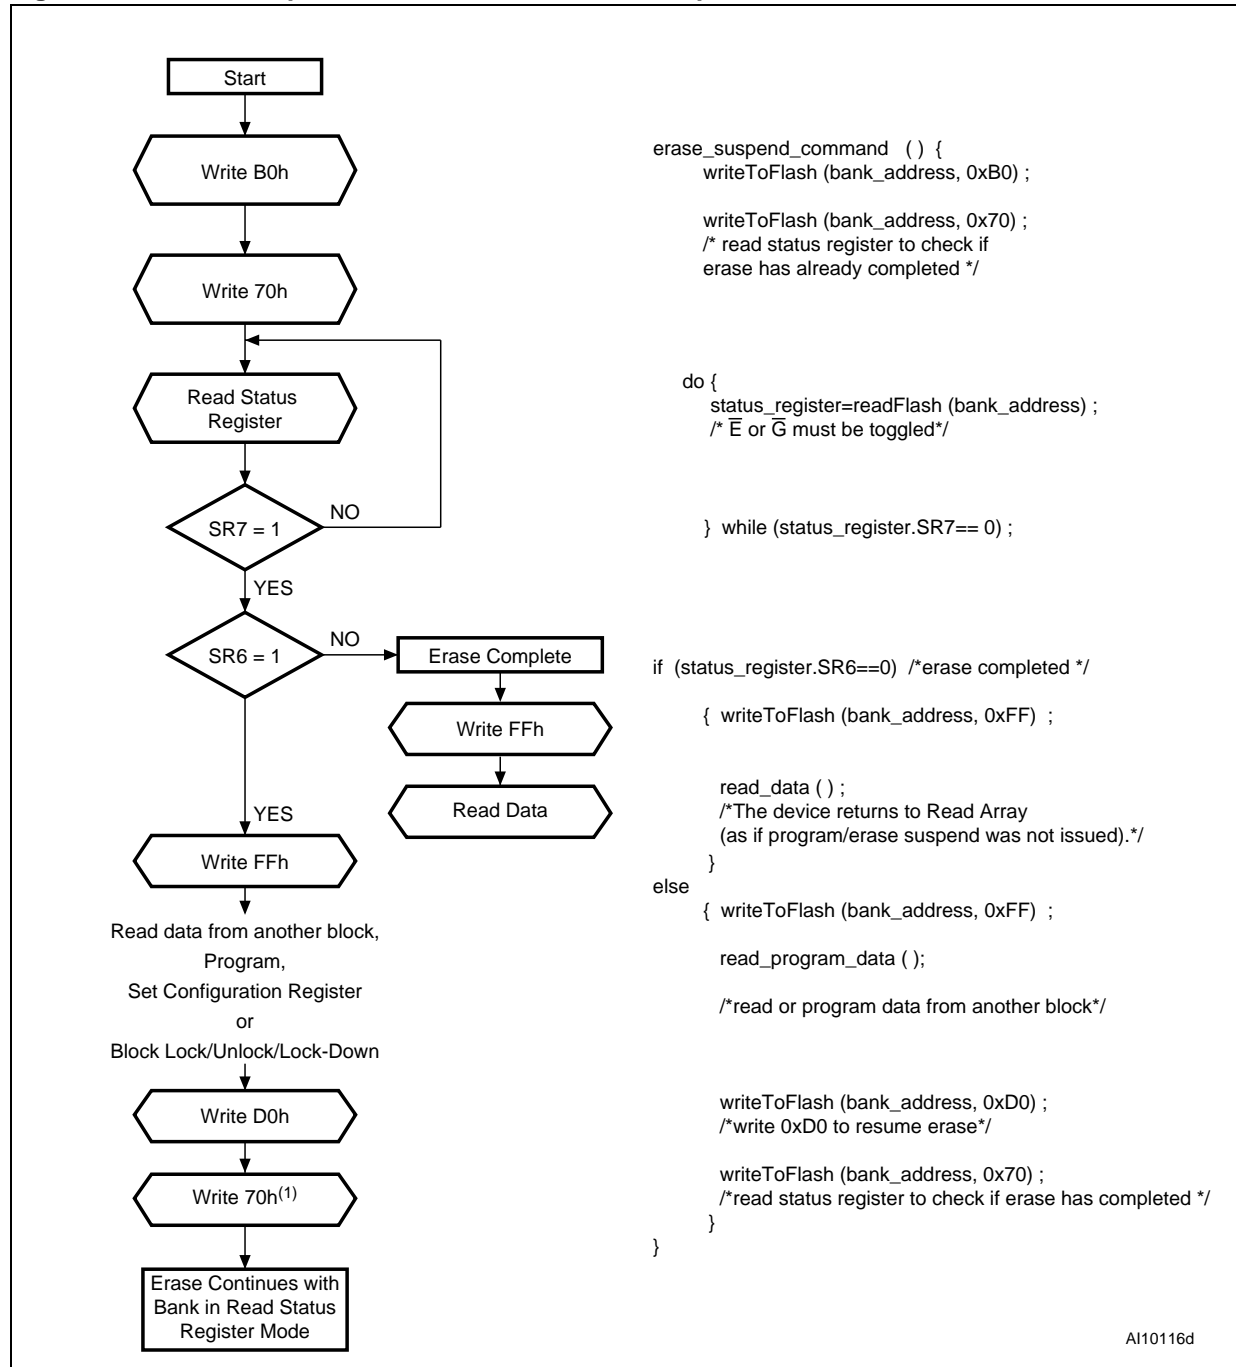 Start
Write B0h
Write 70h
Read Status
Register
SR7 = 1
NO
YES
SR6 = 1
NO
Erase Complete
Write FFh
Read Data
YES
Write FFh
Read data from another block,
Program,
Set Configuration Register
or
Block Lock/Unlock/Lock-Down
Write D0h
Write 70h(1)
Erase Continues with
Bank in Read Status
Register Mode
erase_suspend_command ( ) {
writeToFlash (bank_address, 0xB0) ;
writeToFlash (bank_address, 0x70) ;
/* read status register to check if
erase has already completed */
do {
status_register=readFlash (bank_address) ;
/* E̅ or G̅ must be toggled*/
} while (status_register.SR7== 0) ;
if (status_register.SR6==0) /*erase completed */
{ writeToFlash (bank_address, 0xFF) ;
read_data ( ) ;
/*The device returns to Read Array
(as if program/erase suspend was not issued).*/
}
else
{ writeToFlash (bank_address, 0xFF) ;
read_program_data ( );
/*read or program data from another block*/
writeToFlash (bank_address, 0xD0) ;
/*write 0xD0 to resume erase*/
writeToFlash (bank_address, 0x70) ;
/*read status register to check if erase has completed */
}
}
AI10116d